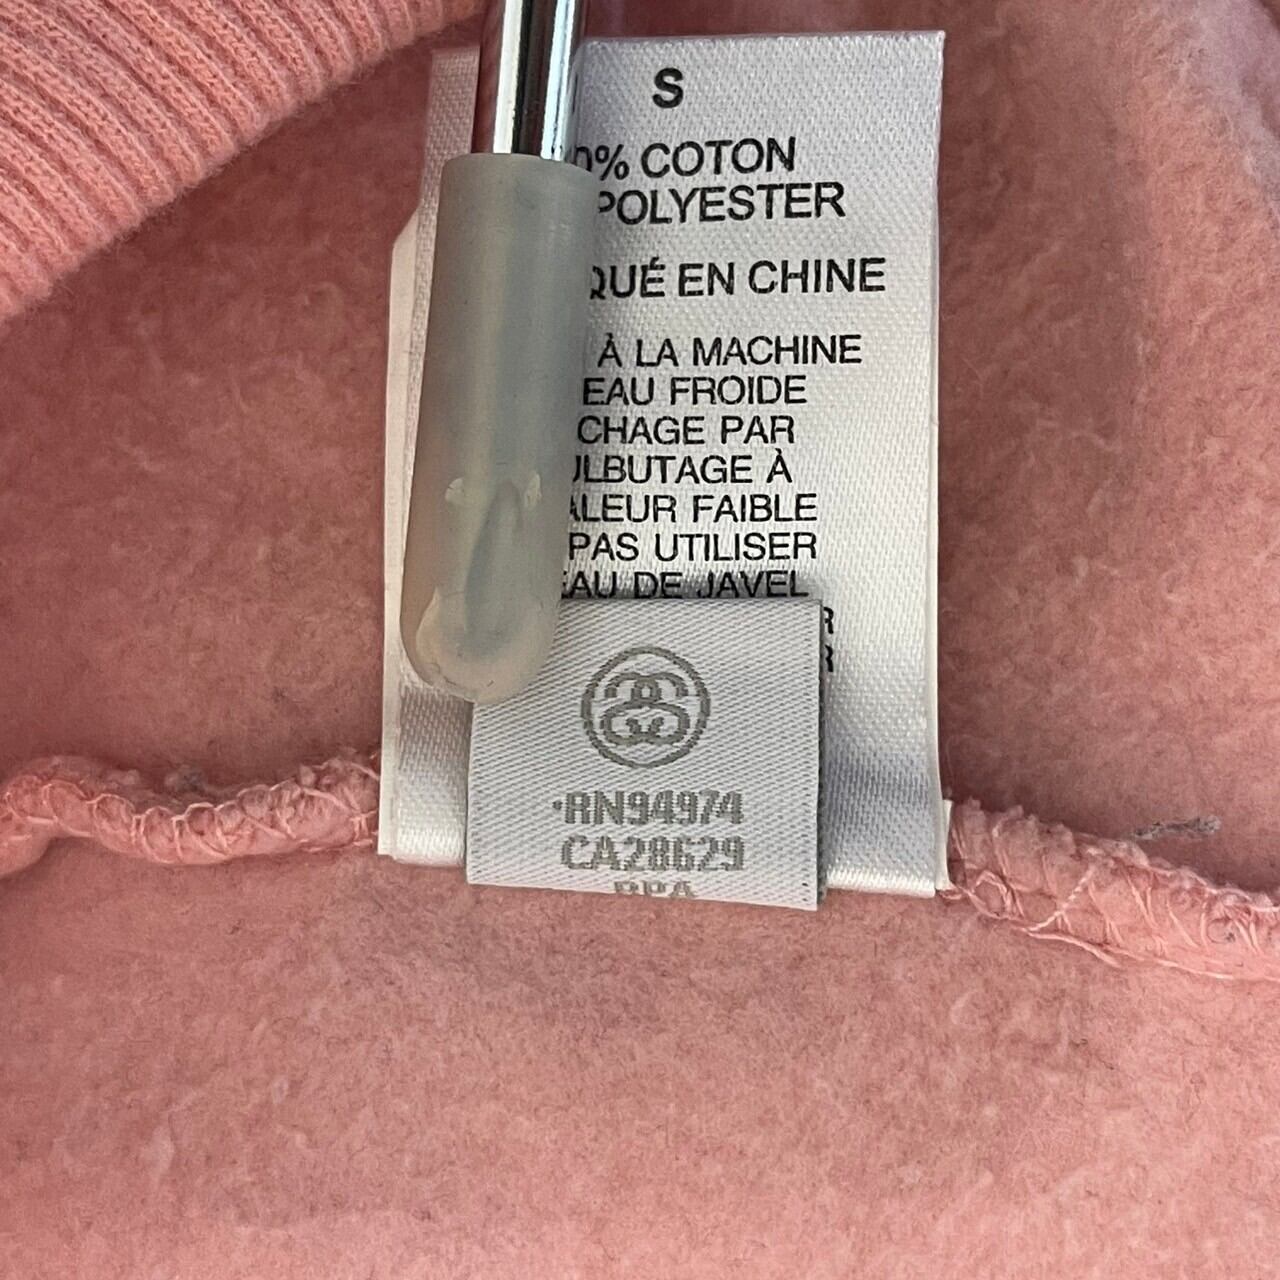 S
0% COTON
POLYESTER
QUÉ EN CHINE
À LA MACHINE
EAU FROIDE
CHAGE PAR
ULBUTAGE À
ALEUR FAIBLE
PAS UTILISER
EAU DE JAVEL
R
R
RN94974
CA28629